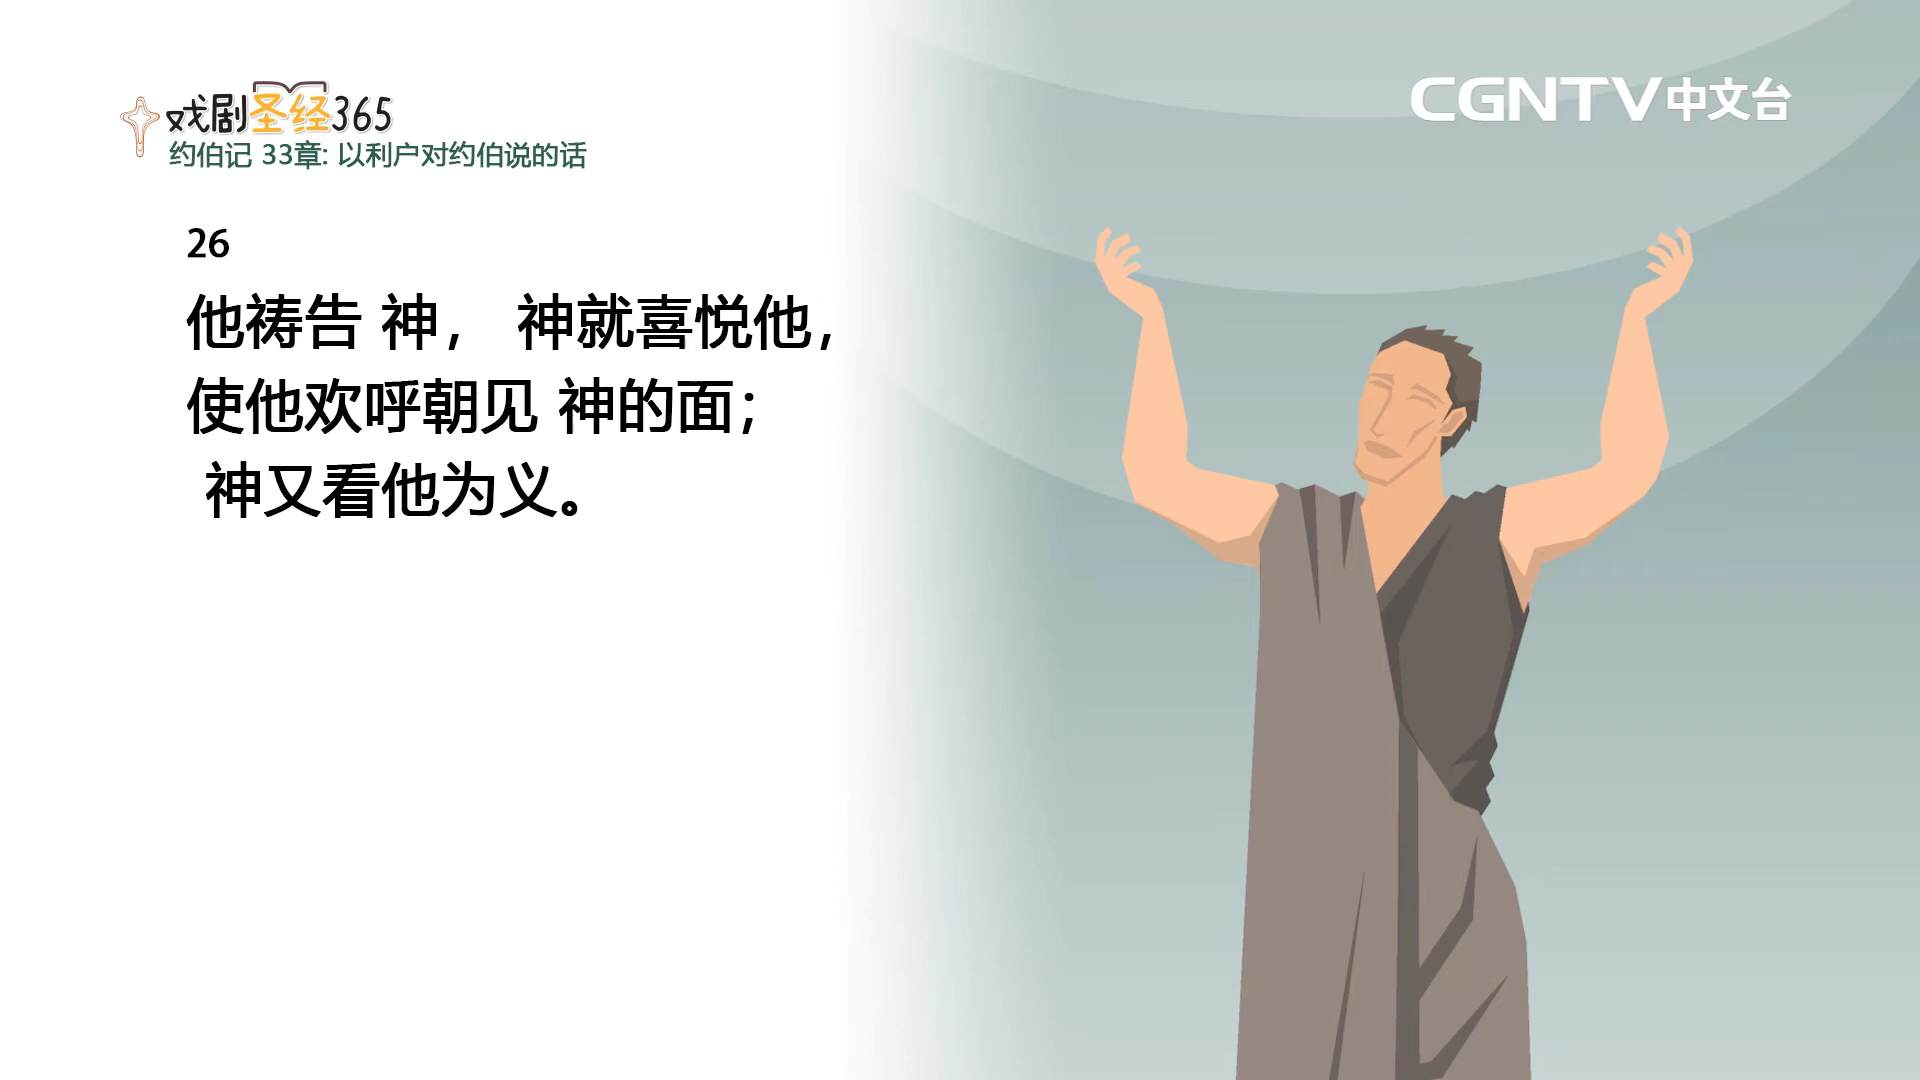 戏剧圣经365
约伯记 33章: 以利户对约伯说的话
CGNTV中文台
26
他祷告 神， 神就喜悦他，
使他欢呼朝见 神的面；
神又看他为义。